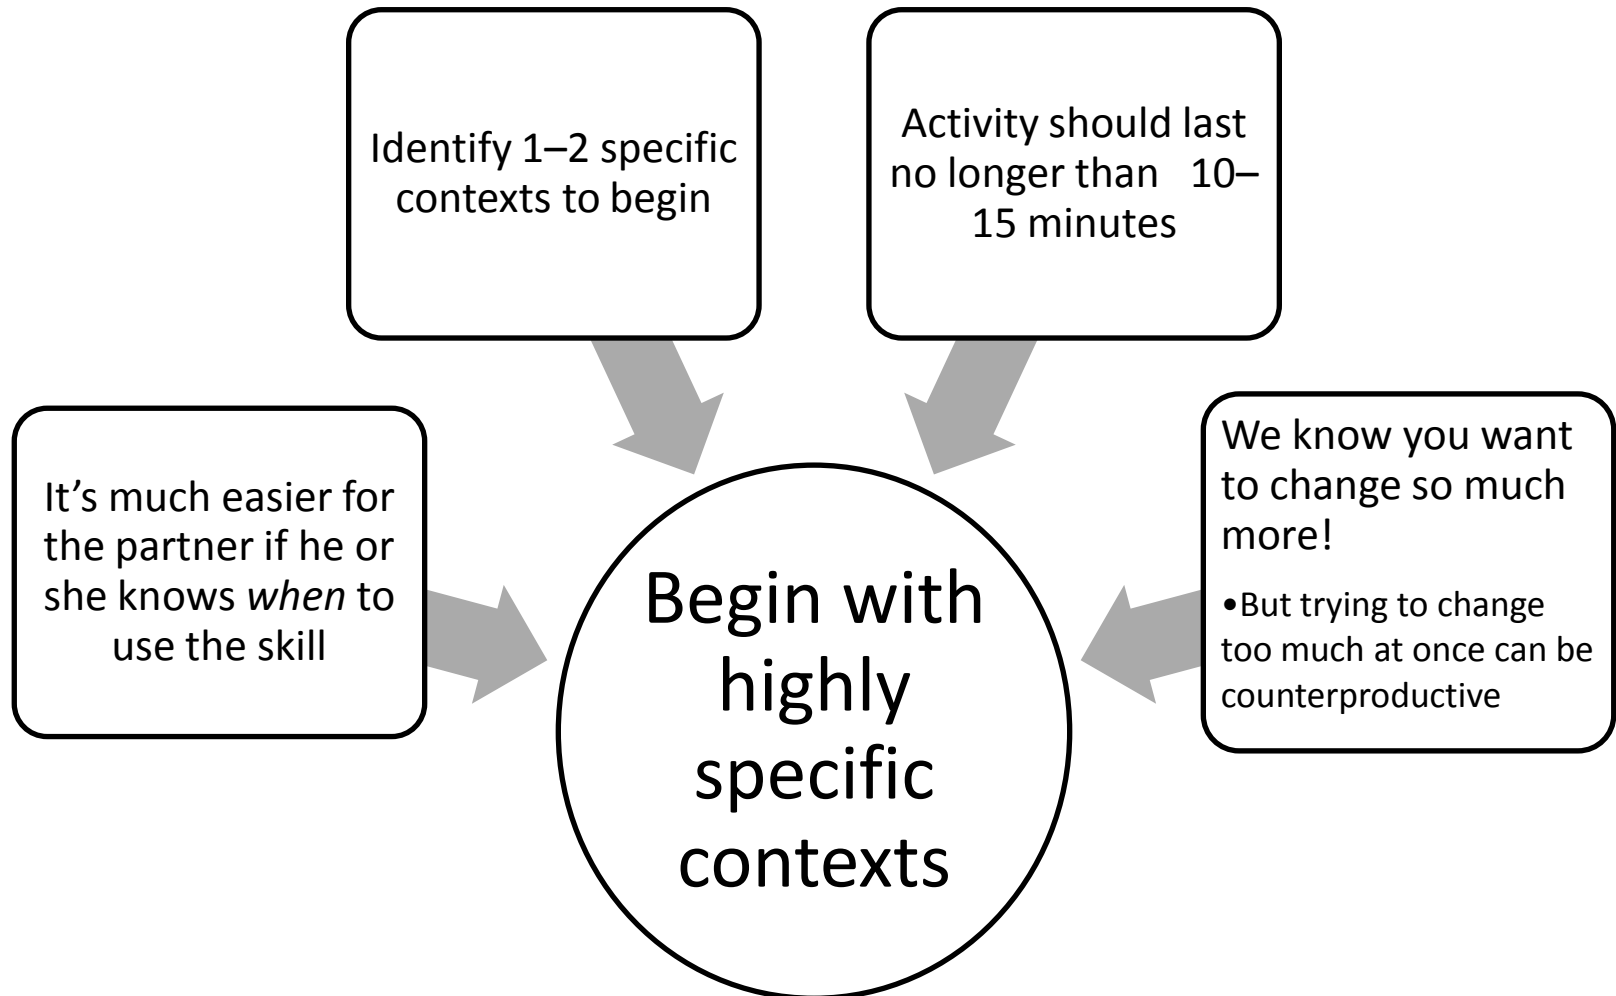 Identify 1–2 specific
contexts to begin
Activity should last
no longer than 10–
15 minutes
It’s much easier for
the partner if he or
she knows when to
use the skill
We know you want
to change so much
more!
•But trying to change
too much at once can be
counterproductive
Begin with
highly
specific
contexts